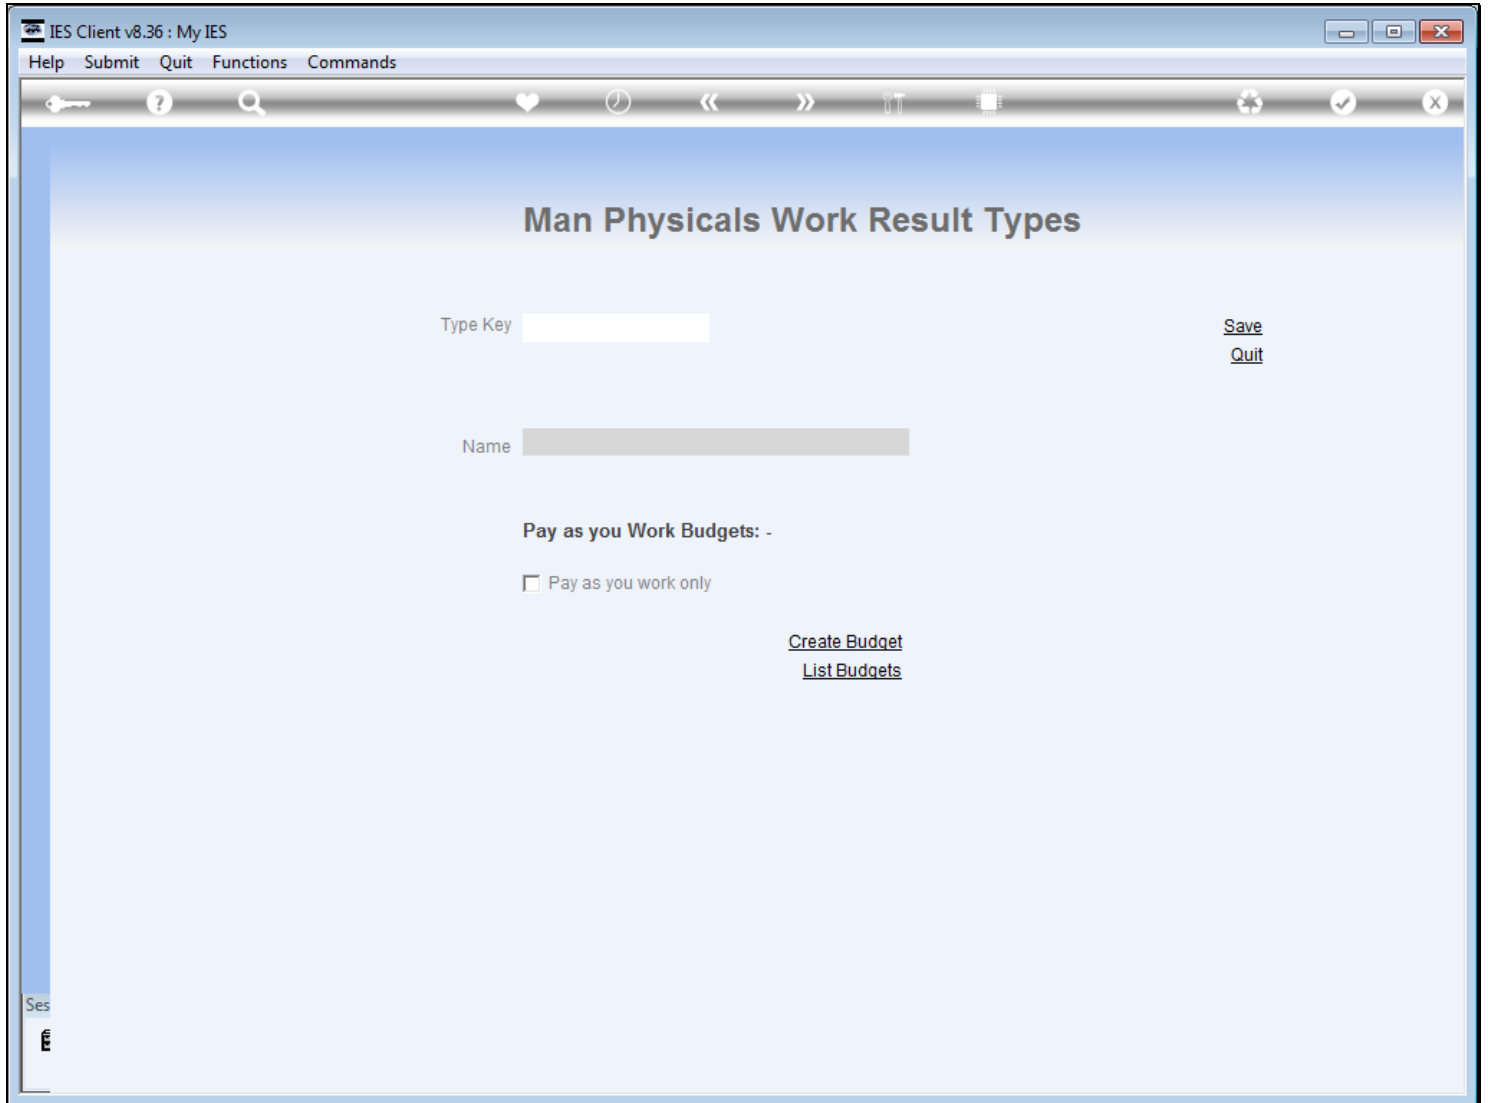 IES Client v8.36 : My IES
Help Submit Quit Functions Commands
Man Physicals Work Result Types
Type Key
Save
Quit
Name
Pay as you Work Budgets: -
Pay as you work only
Create Budget
List Budgets
Ses